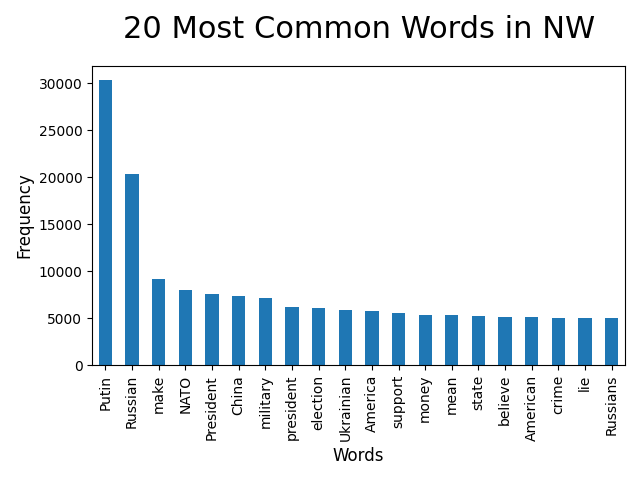 20 Most Common Words in NW
Frequency
30000
25000
20000
15000
10000
5000
0
Putin
Russian
make
NATO
President
China
military
president
election
Ukrainian
America
support
money
mean
state
believe
American
crime
lie
Russians
Words